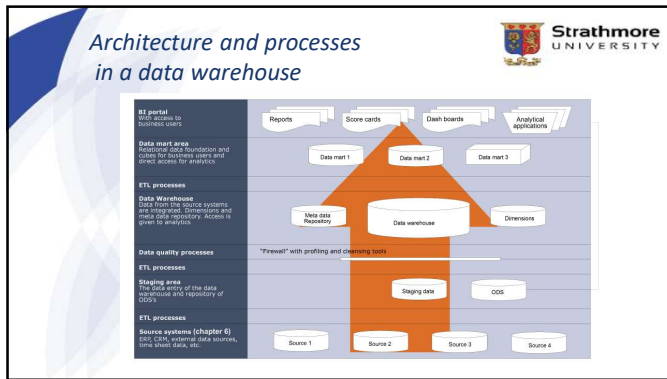 Architecture and processes
in a data warehouse
Strathmore
UNIVERSITY
BI portal
With access to
business users
Reports
Score cards
Dash boards
Analytical
applications
Data mart area
Relational data foundation and
cubes for business users and
direct access for analytics
Data mart 1
Data mart 2
Data mart 3
ETL processes
Data Warehouse
Data from the source systems
are integrated. Dimensions and
meta data repository. Access is
given to analytics
Meta data
Repository
Data warehouse
Dimensions
Data quality processes
"Firewall" with profiling and cleansing tools
ETL processes
Staging area
The data entry of the data
warehouse and repository of
ODS's
Staging data
ODS
ETL processes
Source systems (chapter 6)
ERP, CRM, external data sources,
time sheet data, etc.
Source 1
Source 2
Source 3
Source 4